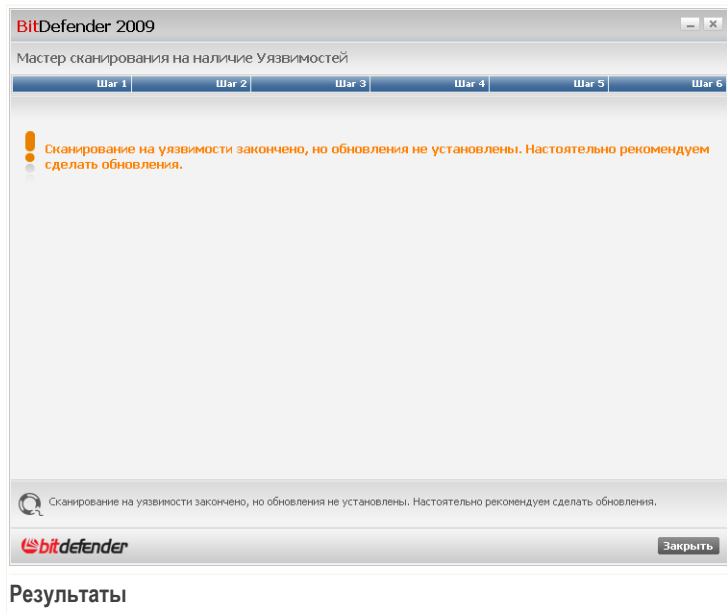 BitDefender 2009
Мастер сканирования на наличие Уязвимостей
Шаг 1 Шаг 2 Шаг 3 Шаг 4 Шаг 5 Шаг 6
Сканирование на уязвимости закончено, но обновления не установлены. Настоятельно рекомендуем
сделать обновления.
Сканирование на уязвимости закончено, но обновления не установлены. Настоятельно рекомендуем сделать обновления.
bitdefender
Закрыть
Результаты